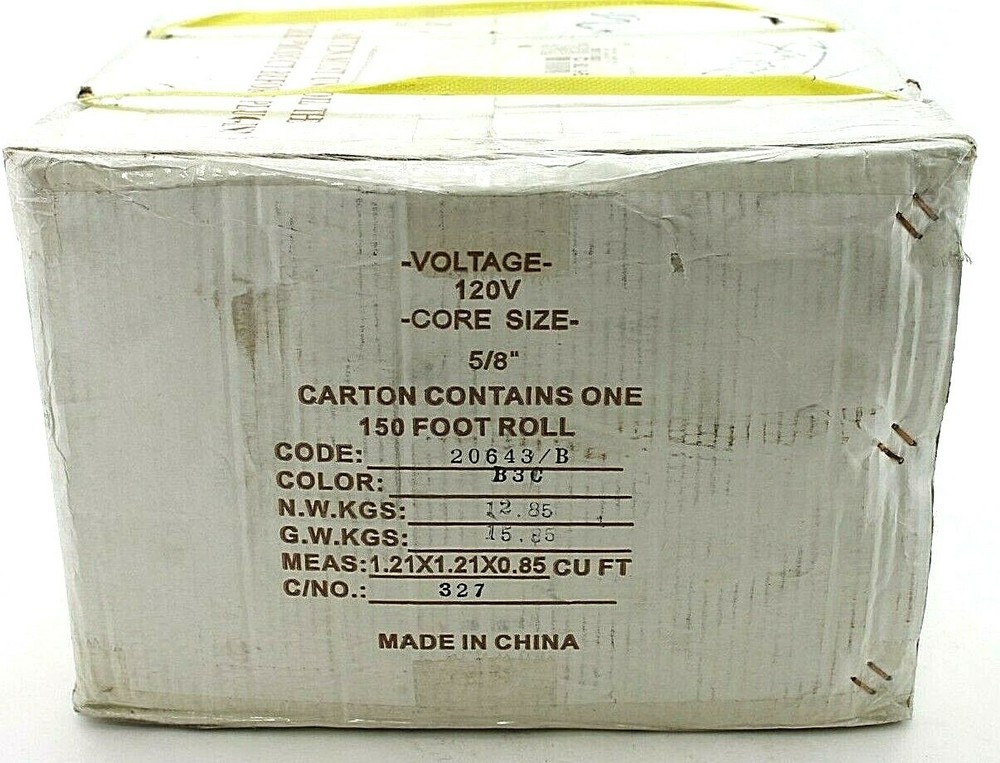 -VOLTAGE-
120V
-CORE SIZE-
5/8"
CARTON CONTAINS ONE
150 FOOT ROLL
CODE: 20643/B
COLOR: B3C
N.W.KGS: 12.85
G.W.KGS: 15.85
MEAS:1.21X1.21X0.85 CU FT
C/NO.: 327
MADE IN CHINA